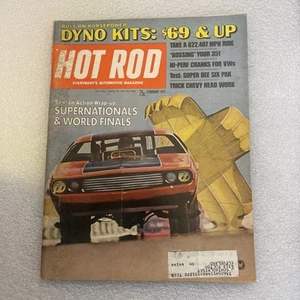 BOLT-ON HORSEPOWER
DYNO KITS: $69 & UP
HOT ROD
EVERYBODY'S AUTOMOTIVE MAGAZINE
TAKE A 622.407 MPH RIDE
"BOSSING" YOUR 351
HI-PERF CRANKS FOR VWs
Test: SUPER BEE SIX PAK
TRICK CHEVY HEAD WORK
Season Action Wrap-up
SUPERNATIONALS
& WORLD FINALS